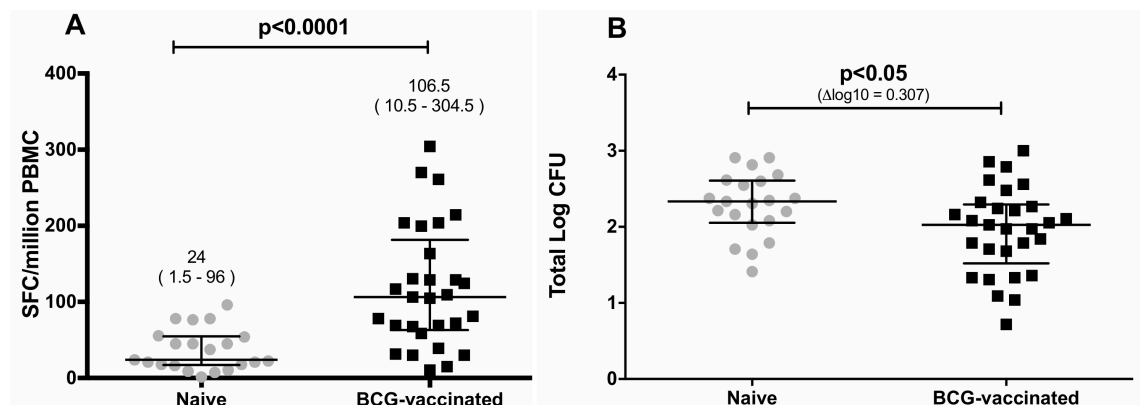 A
p<0.0001
SFC/million PBMC
400
300
200
100
0
24
( 1.5 - 96 )
106.5
( 10.5 - 304.5 )
Naive
BCG-vaccinated
B
p<0.05
(Δlog10 = 0.307)
Total Log CFU
4
3
2
1
0
Naive
BCG-vaccinated